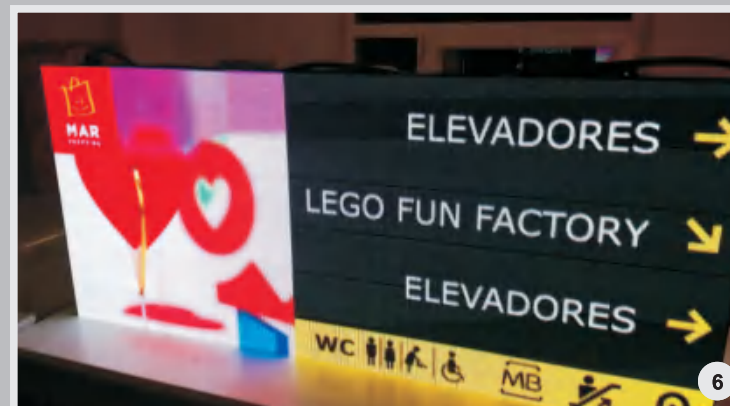 MAR
SHOPPING
ELEVADORES
LEGO FUN FACTORY
ELEVADORES
WC
MB
6